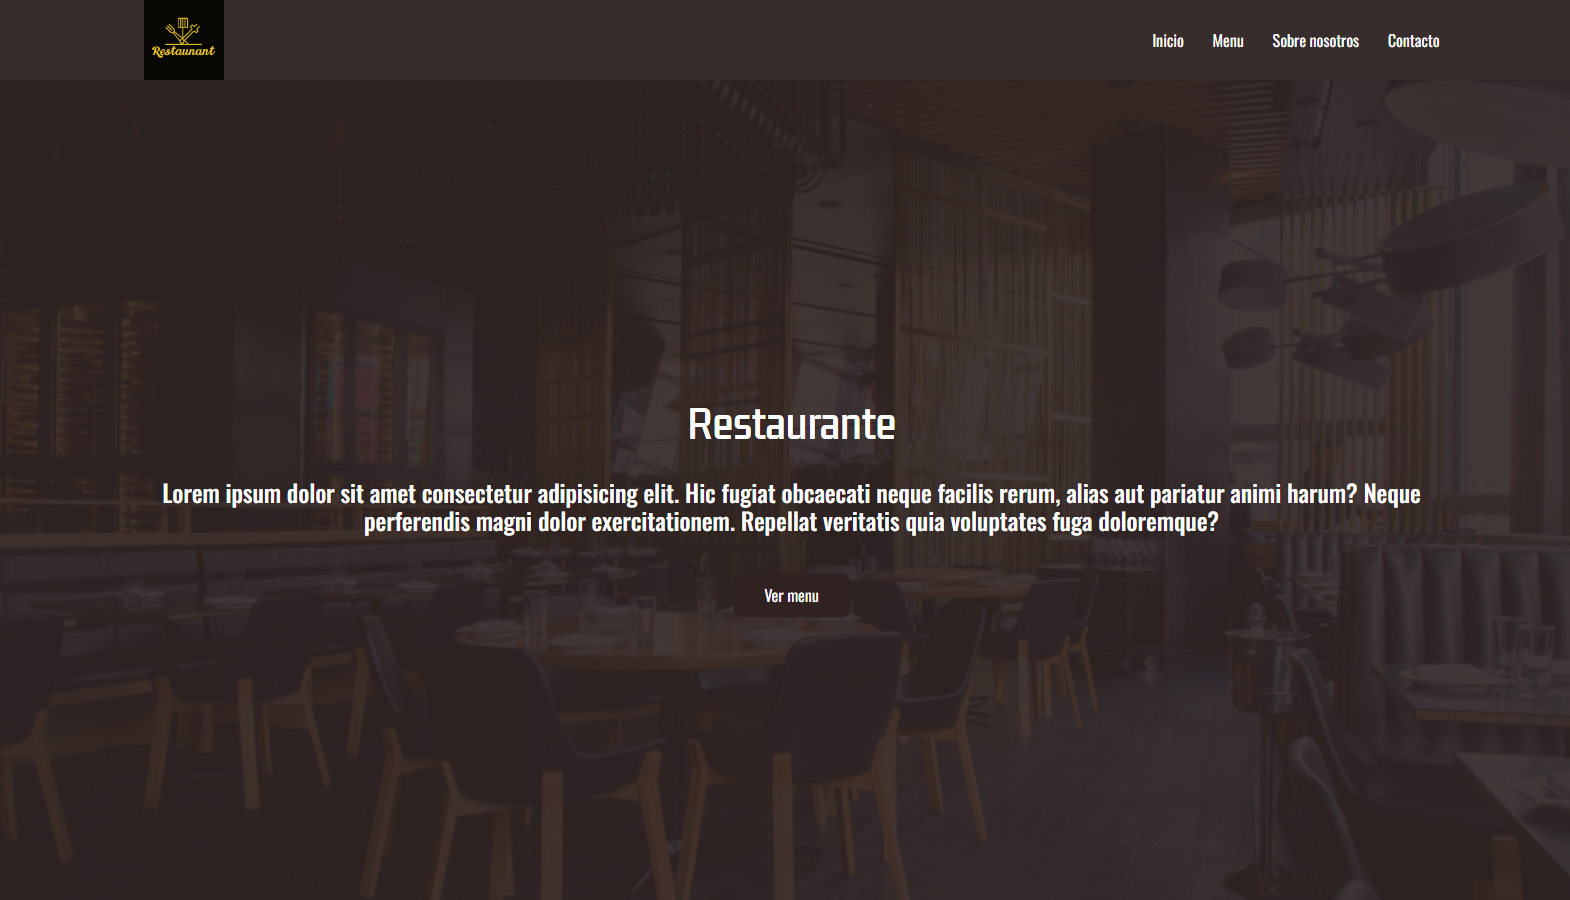 Restaunant
Inicio Menu Sobre nosotros Contacto
Restaurante
Lorem ipsum dolor sit amet consectetur adipisicing elit. Hic fugiat obcaecati neque facilis rerum, alias aut pariatur animi harum? Neque
perferendis magni dolor exercitationem. Repellat veritatis quia voluptates fuga doloremque?
Ver menu